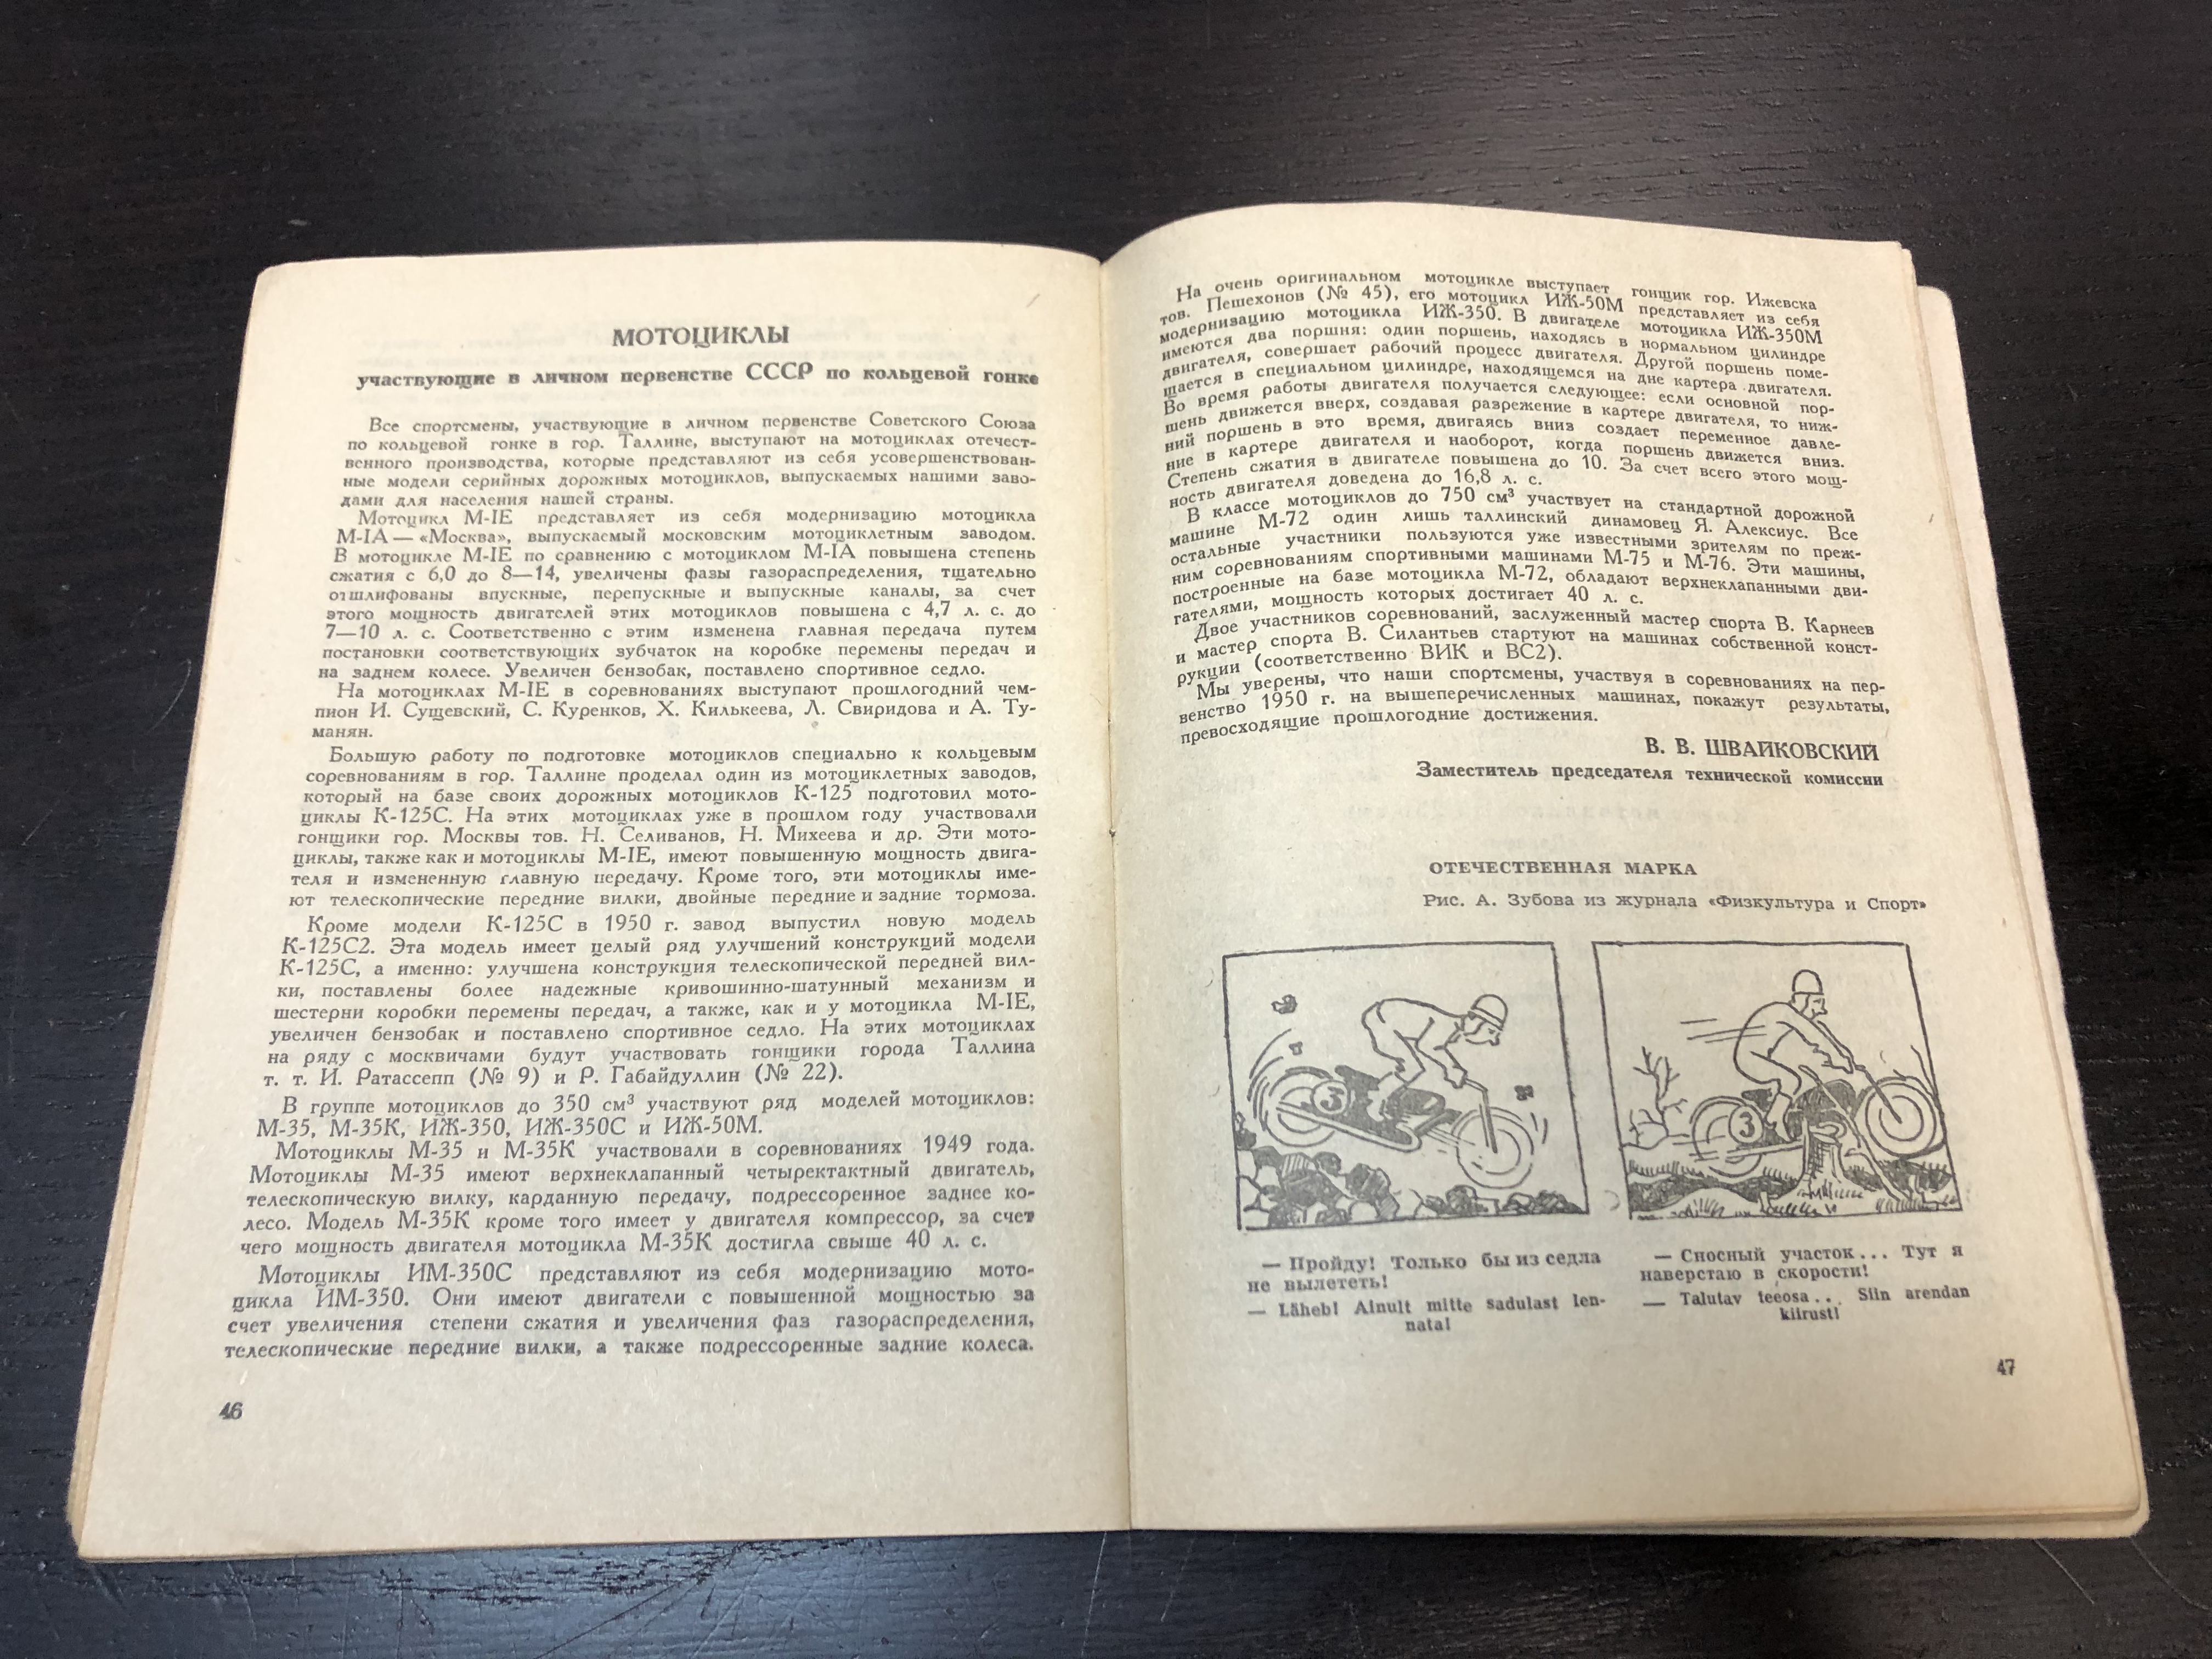 МОТОЦИКЛЫ
участвующие в личном первенстве СССР по кольцевой гонке
Все спортсмены, участвующие в личном первенстве Советского Союза
по кольцевой гонке в гор. Таллине, выступают на мотоциклах отечест-
венного производства, которые представляют из себя усовершенствован-
ные модели серийных дорожных мотоциклов, выпускаемых нашими заво-
дами для населения нашей страны.
Мотоцикл М-1Е представляет из себя модернизацию мотоцикла
М-1А — «Москва», выпускаемый московским мотоциклетным заводом.
В мотоцикле М-1Е по сравнению с мотоциклом М-1А повышена степень
сжатия с 6,0 до 8—14, увеличены фазы газораспределения, тщательно
отшлифованы впускные, перепускные и выпускные каналы, за счет
этого мощность двигателей этих мотоциклов повышена с 4,7 л. с. до
7—10 л. с. Соответственно с этим изменена главная передача путем
постановки соответствующих зубчаток на коробке перемены передач и
на заднем колесе. Увеличен бензобак, поставлено спортивное седло.
На мотоциклах М-1Е в соревнованиях выступают прошлогодний чем-
пион И. Сущевский, С. Куренков, Х. Килькеева, Л. Свиридова и А. Ту-
манян.
Большую работу по подготовке мотоциклов специально к кольцевым
соревнованиям в гор. Таллине проделал один из мотоциклетных заводов,
который на базе своих дорожных мотоциклов К-125 подготовил мото-
циклы К-125С. На этих мотоциклах уже в прошлом году участвовали
гонщики гор. Москвы тов. Н. Селиванов, Н. Михеева и др. Эти мото-
циклы, также как и мотоциклы М-1Е, имеют повышенную мощность двига-
теля и измененную главную передачу. Кроме того, эти мотоциклы име-
ют телескопические передние вилки, двойные передние и задние тормоза.
Кроме модели К-125С в 1950 г. завод выпустил новую модель
К-125С2. Эта модель имеет целый ряд улучшений конструкций модели
К-125С, а именно: улучшена конструкция телескопической передней вил-
ки, поставлены более надежные кривошинно-шатунный механизм и
шестерни коробки перемены передач, а также, как и у мотоцикла М-1Е,
увеличен бензобак и поставлено спортивное седло. На этих мотоциклах
на ряду с москвичами будут участвовать гонщики города Таллина
т. т. И. Ратассепп (№ 9) и Р. Габайдуллин (№ 22).
В группе мотоциклов до 350 см³ участвуют ряд моделей мотоциклов:
М-35, М-35К, ИЖ-350, ИЖ-350С и ИЖ-50М.
Мотоциклы М-35 и М-35К участвовали в соревнованиях 1949 года.
Мотоциклы М-35 имеют верхнеклапанный четыректактный двигатель,
телескопическую вилку, карданную передачу, подрессоренное заднее ко-
лесо. Модель М-35К кроме того имеет у двигателя компрессор, за счет
чего мощность двигателя мотоцикла М-35К достигла свыше 40 л. с.
Мотоциклы ИМ-350С представляют из себя модернизацию мото-
цикла ИМ-350. Они имеют двигатели с повышенной мощностью за
счет увеличения степени сжатия и увеличения фаз газораспределения,
телескопические передние вилки, а также подрессоренные задние колеса.
46
На очень оригинальном мотоцикле выступает гонщик гор. Ижевска
тов. Пешехонов (№ 45), его мотоцикл ИЖ-50М представляет из себя
модернизацию мотоцикла ИЖ-350. В двигателе мотоцикла ИЖ-350М
имеются два поршня: один поршень, находясь в нормальном цилиндре
двигателя, совершает рабочий процесс двигателя. Другой поршень поме-
щается в специальном цилиндре, находящемся на дне картера двигателя.
Во время работы двигателя получается следующее: если основной пор-
шень движется вверх, создавая разрежение в картере двигателя, то ниж-
ний поршень в это время, двигаясь вниз создает переменное давле-
ние в картере двигателя и наоборот, когда поршень движется вниз.
Степень сжатия в двигателе повышена до 10. За счет всего этого мощ-
ность двигателя доведена до 16,8 л. с.
В классе мотоциклов до 750 см³ участвует на стандартной дорожной
машине М-72 один лишь таллинский динамовец Я. Алексиус. Все
остальные участники пользуются уже известными зрителям по преж-
ним соревнованиям спортивными машинами М-75 и М-76. Эти машины,
построенные на базе мотоцикла М-72, обладают верхнеклапанными дви-
гателями, мощность которых достигает 40 л. с.
Двое участников соревнований, заслуженный мастер спорта В. Карнеев
и мастер спорта В. Силантьев стартуют на машинах собственной конст-
рукции (соответственно ВИК и ВС2).
Мы уверены, что наши спортсмены, участвуя в соревнованиях на пер-
венство 1950 г. на вышеперечисленных машинах, покажут результаты,
превосходящие прошлогодние достижения.
В. В. ШВАЙКОВСКИЙ
Заместитель председателя технической комиссии
ОТЕЧЕСТВЕННАЯ МАРКА
Рис. А. Зубова из журнала «Физкультура и Спорт»
3
3
— Пройду! Только бы из седла
не вылететь!
— Läheb! Ainult mitte sadulast len-
nata!
— Сносный участок... Тут я
наверстаю в скорости!
— Talutav teeosa... Siin arendan
kiirust!
47